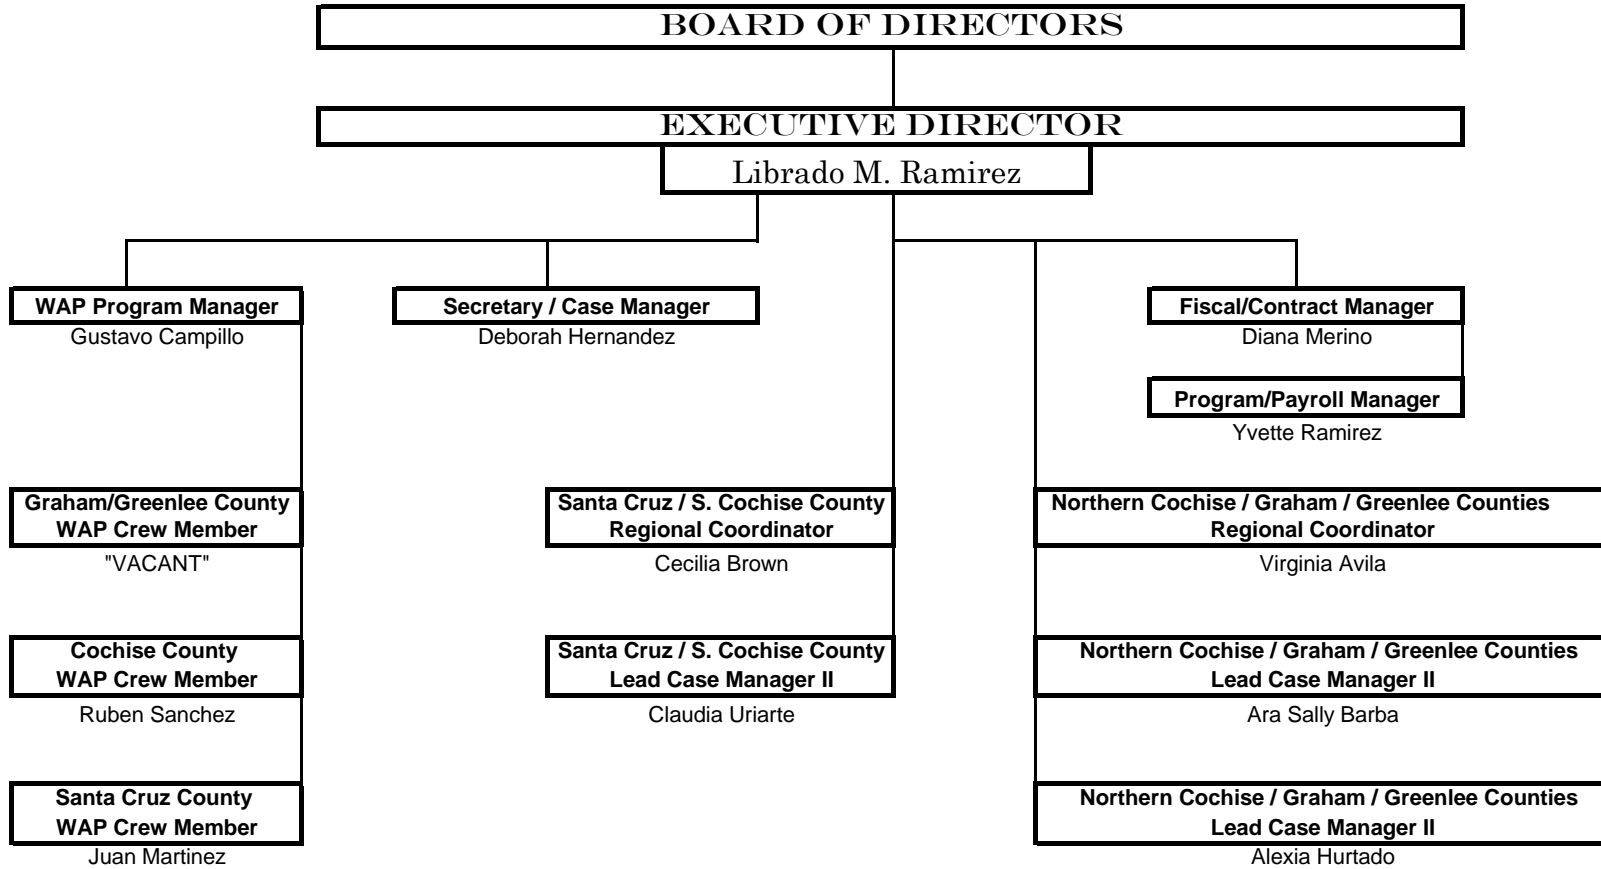 BOARD OF DIRECTORS
EXECUTIVE DIRECTOR
Librado M. Ramirez
WAP Program Manager
Gustavo Campillo
Secretary / Case Manager
Deborah Hernandez
Fiscal/Contract Manager
Diana Merino
Program/Payroll Manager
Yvette Ramirez
Graham/Greenlee County
WAP Crew Member
"VACANT"
Santa Cruz / S. Cochise County
Regional Coordinator
Cecilia Brown
Northern Cochise / Graham / Greenlee Counties
Regional Coordinator
Virginia Avila
Cochise County
WAP Crew Member
Ruben Sanchez
Santa Cruz / S. Cochise County
Lead Case Manager II
Claudia Uriarte
Northern Cochise / Graham / Greenlee Counties
Lead Case Manager II
Ara Sally Barba
Santa Cruz County
WAP Crew Member
Juan Martinez
Northern Cochise / Graham / Greenlee Counties
Lead Case Manager II
Alexia Hurtado